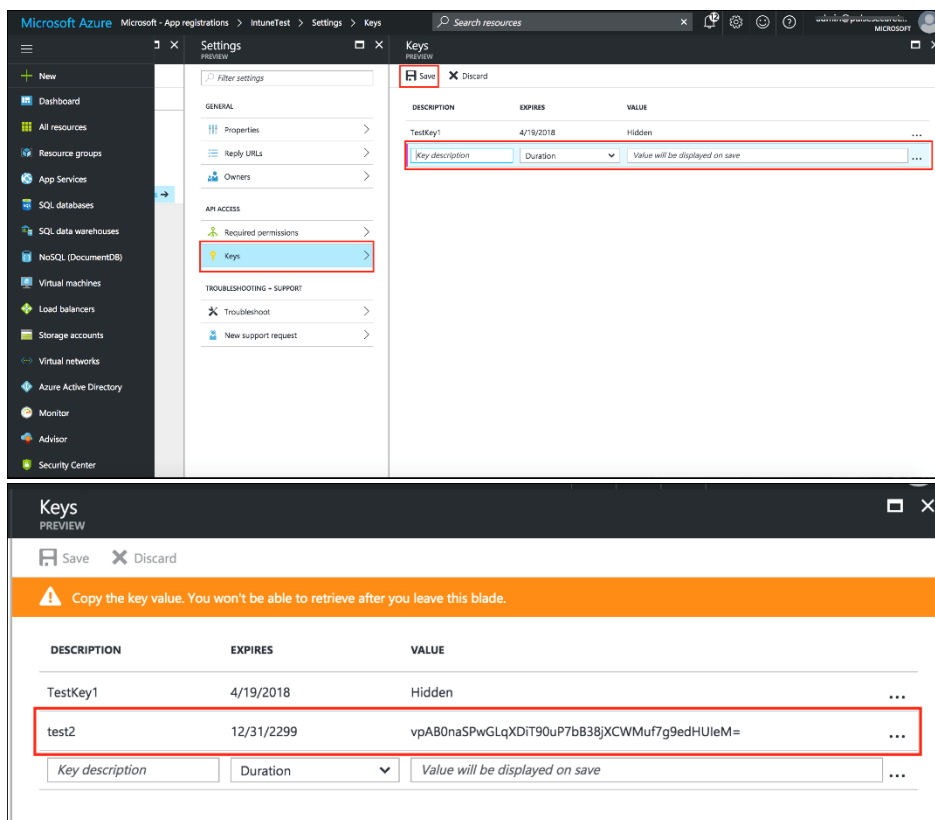 Microsoft Azure Microsoft - App registrations > IntuneTest > Settings > Keys
Search resources
MICROSOFT
New
Dashboard
All resources
Resource groups
App Services
SQL databases
SQL data warehouses
NoSQL (DocumentDB)
Virtual machines
Load balancers
Storage accounts
Virtual networks
Azure Active Directory
Monitor
Advisor
Security Center
Settings
PREVIEW
Filter settings
GENERAL
Properties
Reply URLs
Owners
API ACCESS
Required permissions
Keys
TROUBLESHOOTING + SUPPORT
Troubleshoot
New support request
Keys
PREVIEW
Save Discard
DESCRIPTION EXPIRES VALUE
TestKey1 4/19/2018 Hidden ...
Key description Duration Value will be displayed on save ...
Keys
PREVIEW
Save Discard
Copy the key value. You won't be able to retrieve after you leave this blade.
DESCRIPTION EXPIRES VALUE
TestKey1 4/19/2018 Hidden ...
test2 12/31/2299 vpAB0naSPwGLqXDiT90uP7bB38jXCWMuf7g9edHUIeM= ...
Key description Duration Value will be displayed on save ...